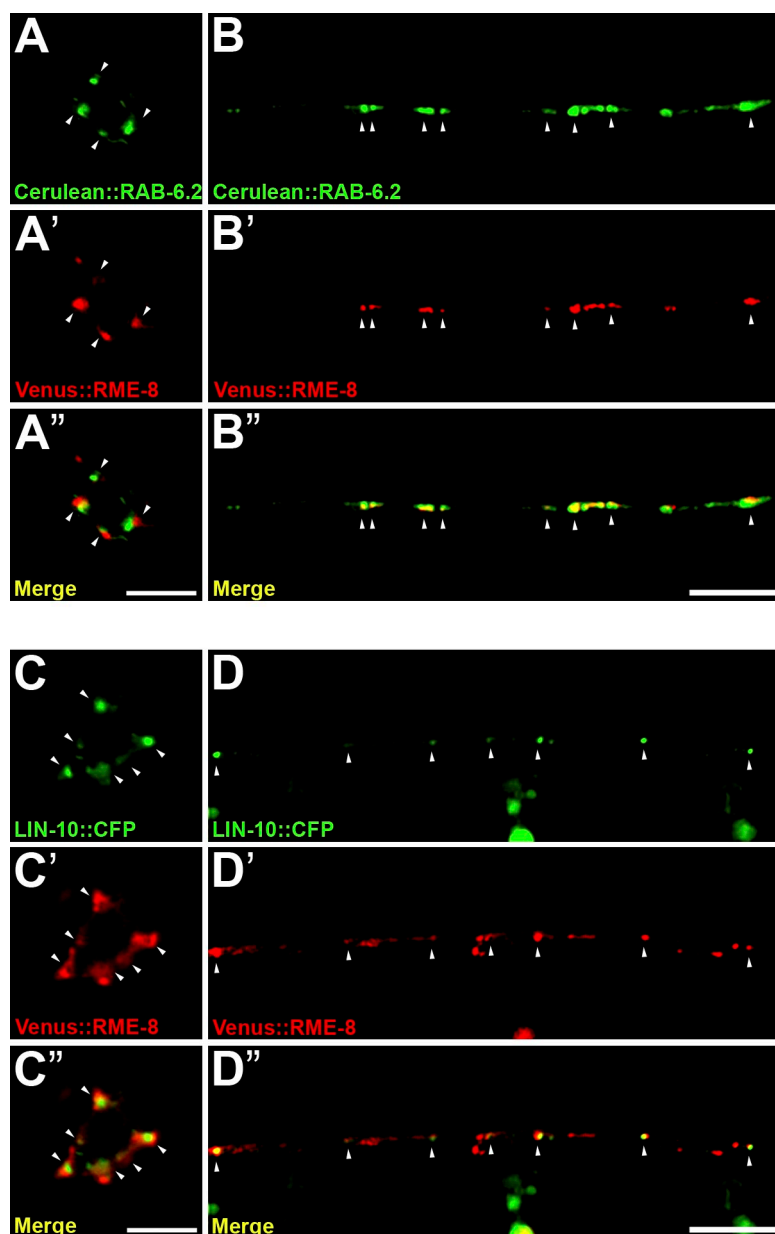 A
B
Cerulean::RAB-6.2
Cerulean::RAB-6.2
A’
B’
Venus::RME-8
Venus::RME-8
A”
B”
Merge
Merge
C
D
LIN-10::CFP
LIN-10::CFP
C’
D’
Venus::RME-8
Venus::RME-8
C”
D”
Merge
Merge